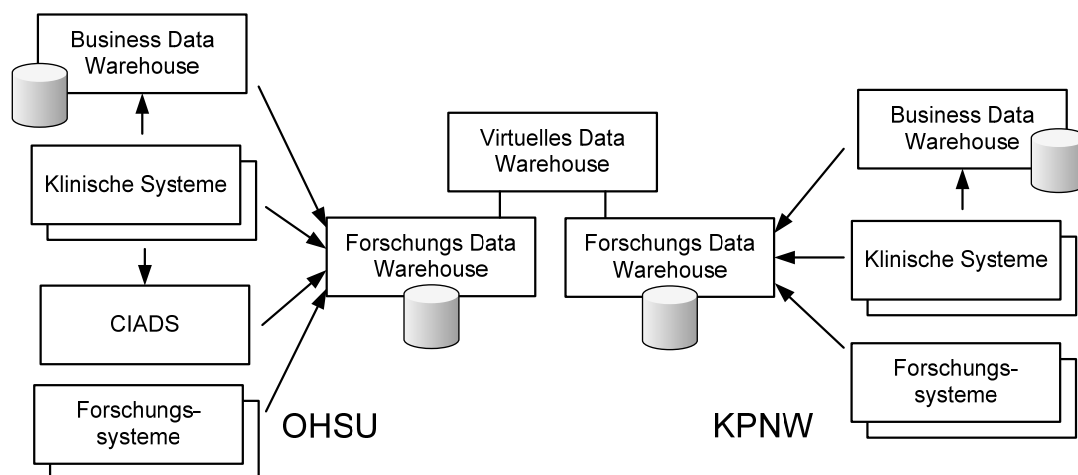 Business Data
Warehouse
Klinische Systeme
CIADS
Forschungs-
systeme
OHSU
Virtuelles Data
Warehouse
Forschungs Data
Warehouse
Forschungs Data
Warehouse
KPNW
Business Data
Warehouse
Klinische Systeme
Forschungs-
systeme